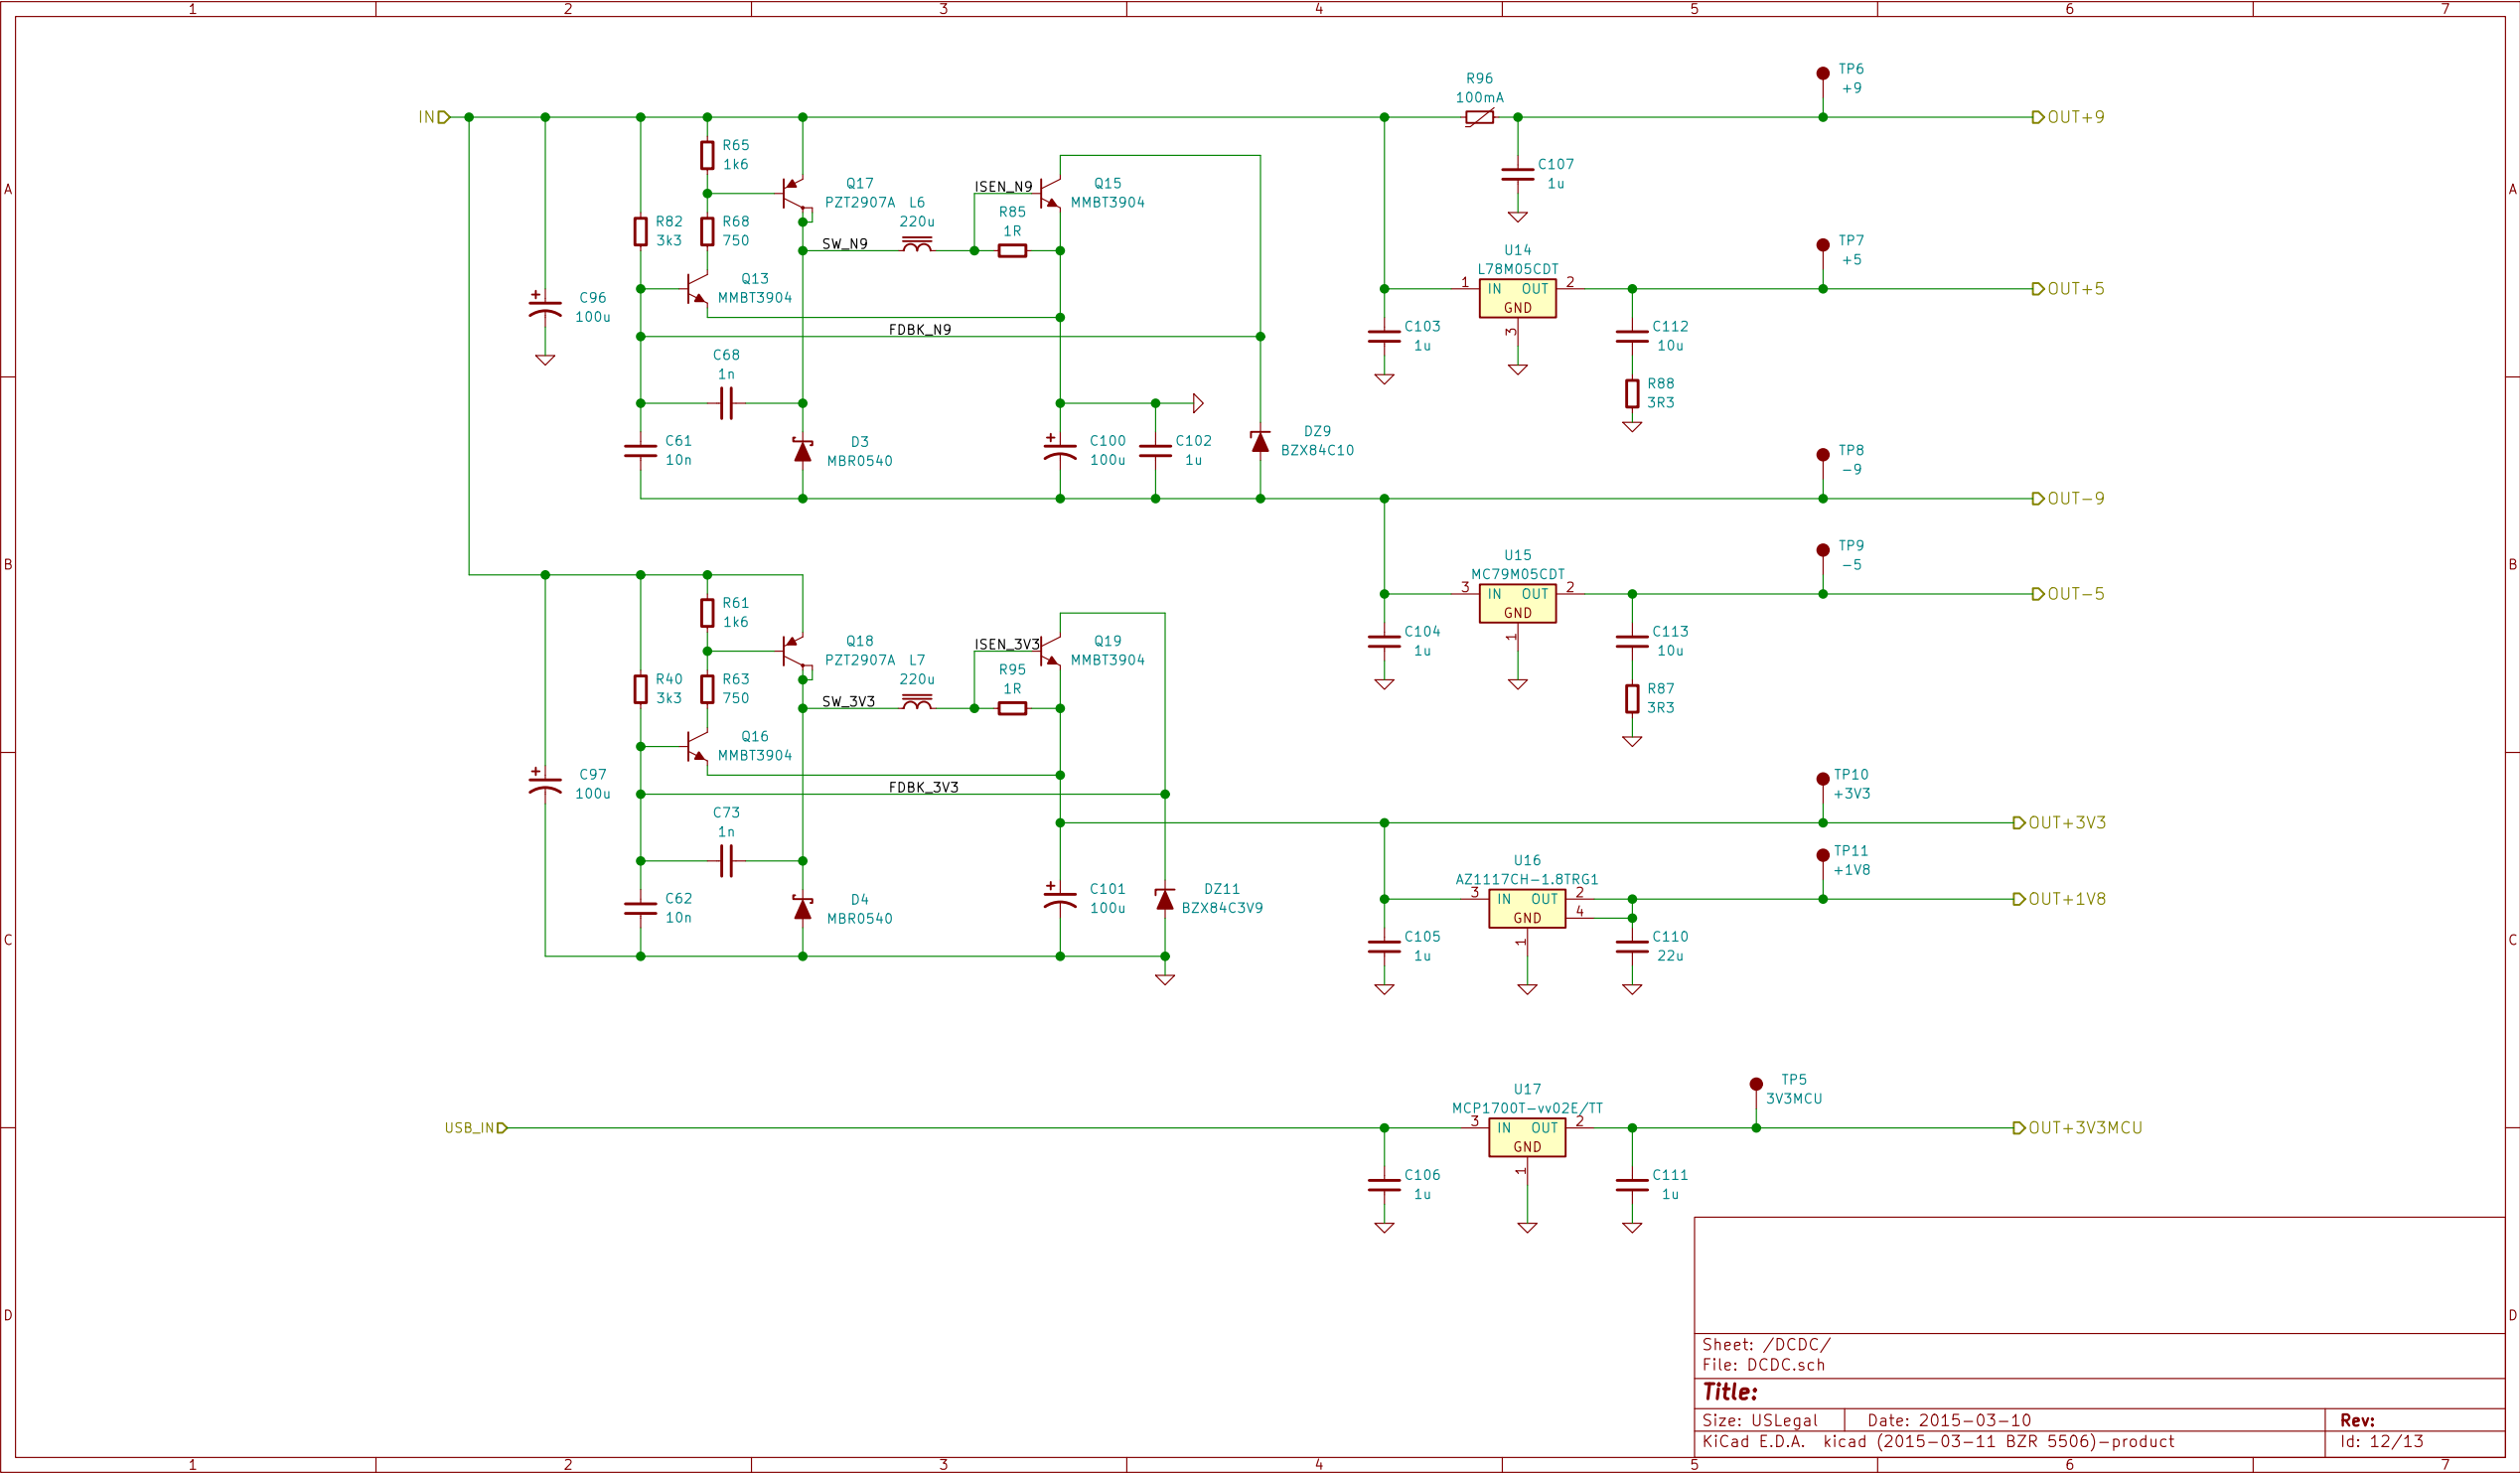 1 2 3 4 5 6 7
A
B
C
D
IN
R65
1k6
Q17
PZT2907A
L6
220u
ISEN_N9
Q15
MMBT3904
R85
1R
R82
3k3
R68
750
SW_N9
Q13
MMBT3904
C96
100u
FDBK_N9
C68
1n
C61
10n
D3
MBR0540
C100
100u
C102
1u
DZ9
BZX84C10
R96
100mA
C107
1u
TP6
+9
OUT+9
U14
L78M05CDT
1 IN OUT 2
GND
3
TP7
+5
OUT+5
C103
1u
C112
10u
R88
3R3
TP8
-9
OUT-9
U15
MC79M05CDT
3 IN OUT 2
GND
1
TP9
-5
OUT-5
C104
1u
C113
10u
R87
3R3
R61
1k6
Q18
PZT2907A
L7
220u
ISEN_3V3
Q19
MMBT3904
R95
1R
R40
3k3
R63
750
SW_3V3
Q16
MMBT3904
C97
100u
FDBK_3V3
C73
1n
C62
10n
D4
MBR0540
C101
100u
DZ11
BZX84C3V9
TP10
+3V3
OUT+3V3
U16
AZ1117CH-1.8TRG1
3 IN OUT 2
4
GND
1
TP11
+1V8
OUT+1V8
C105
1u
C110
22u
USB_IN
U17
MCP1700T-vv02E/TT
3 IN OUT 2
GND
1
TP5
3V3MCU
OUT+3V3MCU
C106
1u
C111
1u
A
B
C
D
Sheet: /DCDC/
File: DCDC.sch
Title:
Size: USLegal Date: 2015-03-10 Rev:
KiCad E.D.A. kicad (2015-03-11 BZR 5506)-product Id: 12/13
1 2 3 4 5 6 7